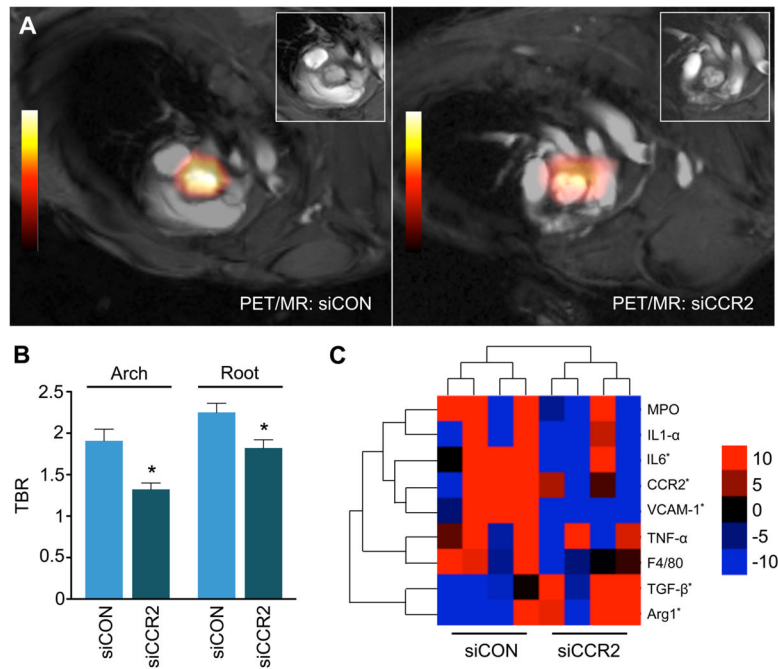 A
PET/MR: siCON
PET/MR: siCCR2
B
Arch
Root
TBR
2.5
2
1.5
1
0.5
0
*
*
siCON
siCCR2
siCON
siCCR2
C
MPO
IL1-α
IL6*
CCR2*
VCAM-1*
TNF-α
F4/80
TGF-β*
Arg1*
10
5
0
-5
-10
siCON
siCCR2